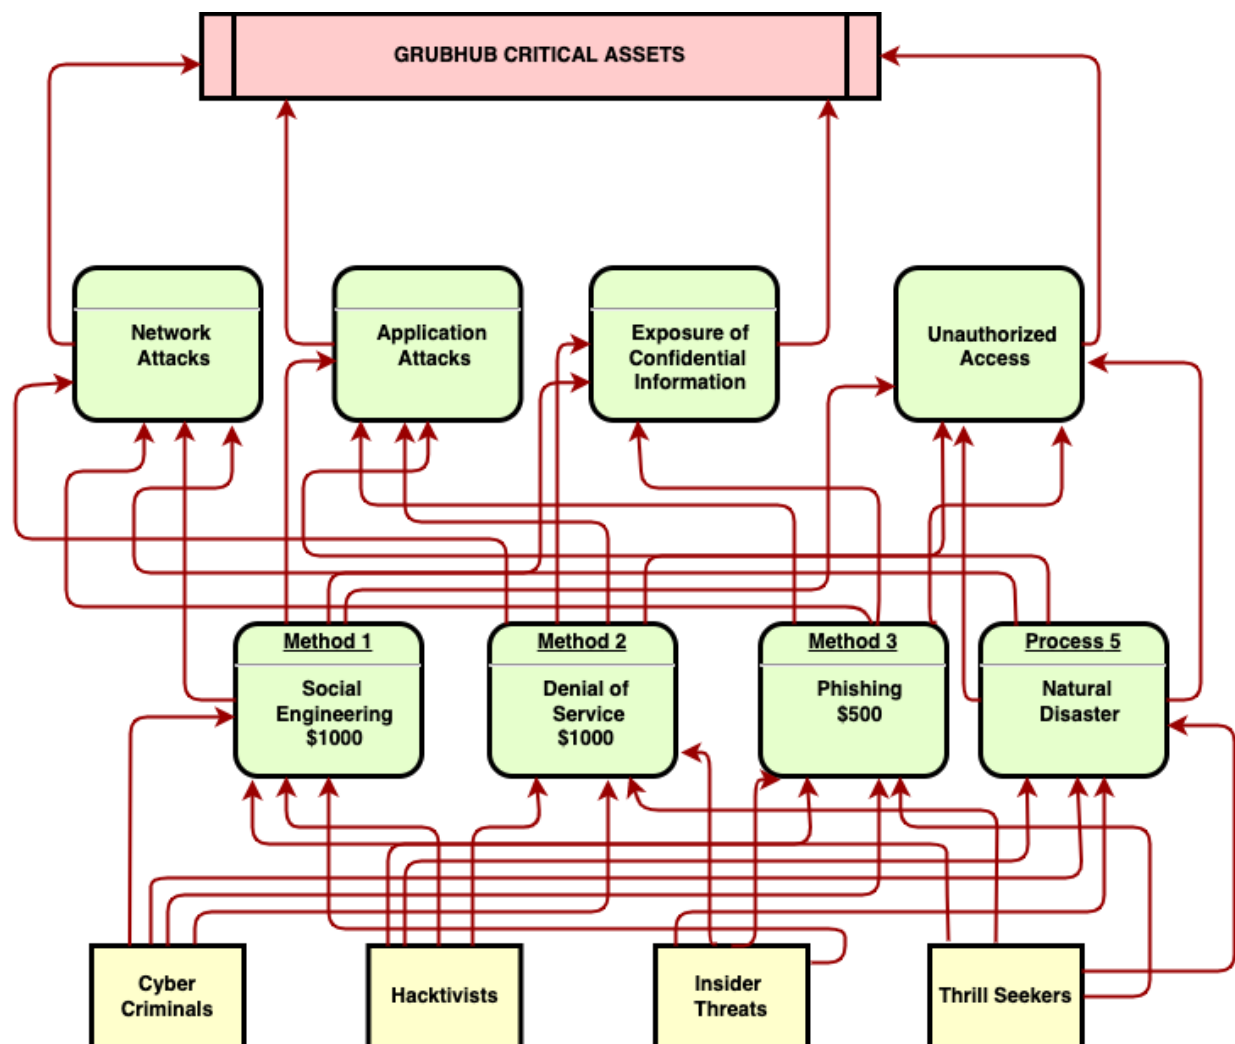 GRUBHUB CRITICAL ASSETS
Network
Attacks
Application
Attacks
Exposure of
Confidential
Information
Unauthorized
Access
Method 1
Social
Engineering
$1000
Method 2
Denial of
Service
$1000
Method 3
Phishing
$500
Process 5
Natural
Disaster
Cyber
Criminals
Hacktivists
Insider
Threats
Thrill Seekers